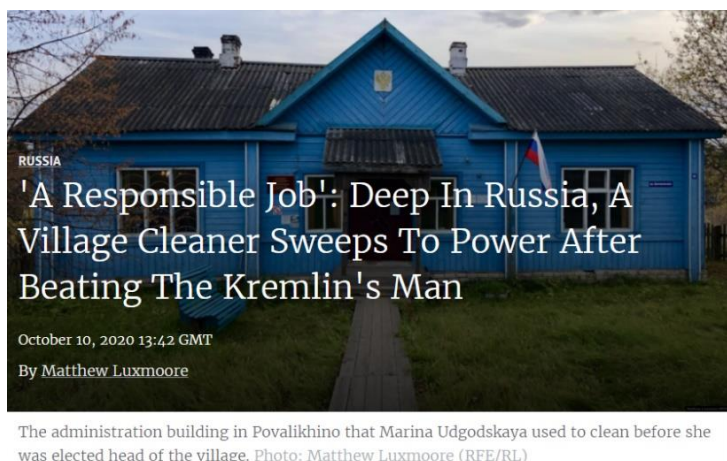 RUSSIA
'A Responsible Job': Deep In Russia, A
Village Cleaner Sweeps To Power After
Beating The Kremlin's Man
October 10, 2020 13:42 GMT
By Matthew Luxmoore
The administration building in Povalikhino that Marina Udgodskaya used to clean before she
was elected head of the village. Photo: Matthew Luxmoore (RFE/RL)